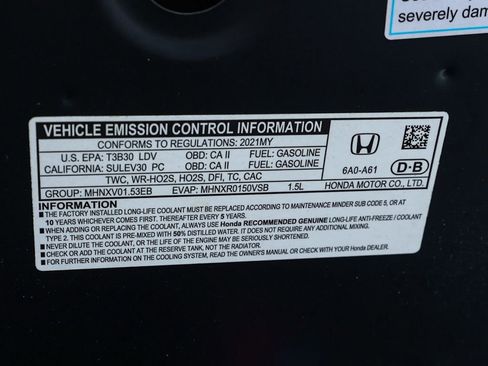 severely dam
VEHICLE EMISSION CONTROL INFORMATION
CONFORMS TO REGULATIONS: 2021MY
U.S. EPA: T3B30 LDV OBD: CA II FUEL: GASOLINE
CALIFORNIA: SULEV30 PC OBD: CA II FUEL: GASOLINE
TWC, WR-HO2S, HO2S, DFI, TC, CAC
GROUP: MHNXV01.53EB EVAP: MHNXR0150VSB 1.5L
6A0-A61
D-B
HONDA MOTOR CO., LTD.
INFORMATION
■ THE FACTORY INSTALLED LONG-LIFE COOLANT MUST BE REPLACED ACCORDING TO MAINTENANCE MINDER SUB CODE 5, OR AT
10 YEARS WHICHEVER COMES FIRST. THEREAFTER EVERY 5 YEARS.
■ WHEN ADDING OR REPLACING THE COOLANT, ALWAYS USE Honda RECOMMENDED GENUINE LONG-LIFE ANTI-FREEZE / COOLANT
TYPE 2. THIS COOLANT IS PRE-MIXED WITH 50% DISTILLED WATER. IT DOES NOT REQUIRE ANY ADDITIONAL MIXING.
■ NEVER DILUTE THE COOLANT, OR THE LIFE OF THE ENGINE MAY BE SERIOUSLY SHORTENED.
■ CHECK AND ADD THE COOLANT AT THE RESERVE TANK, NOT THE RADIATOR.
■ FOR FURTHER INFORMATION ON THE COOLING SYSTEM, READ THE OWNER'S MANUAL OR CHECK WITH YOUR Honda DEALER.